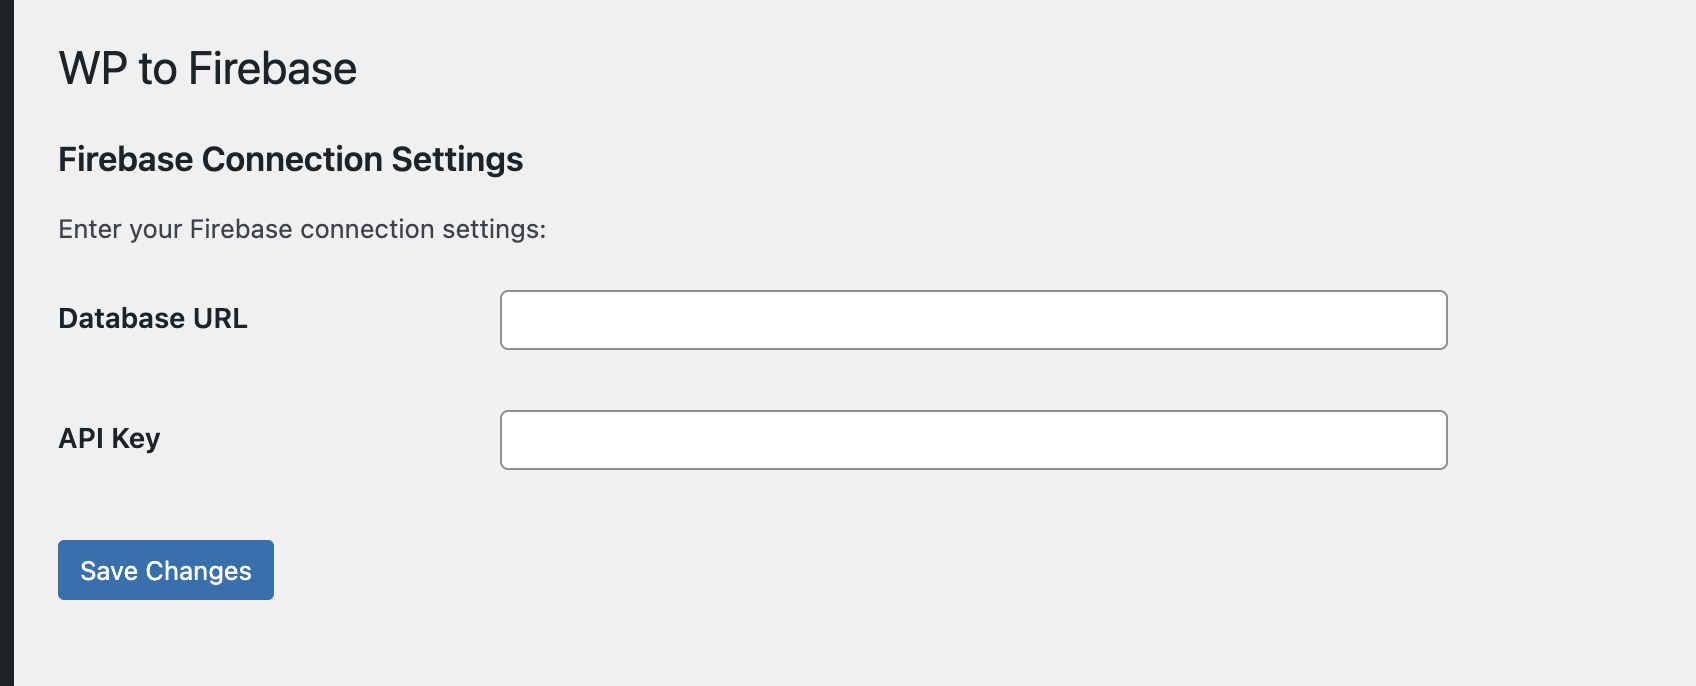 WP to Firebase
Firebase Connection Settings
Enter your Firebase connection settings:
Database URL
API Key
Save Changes